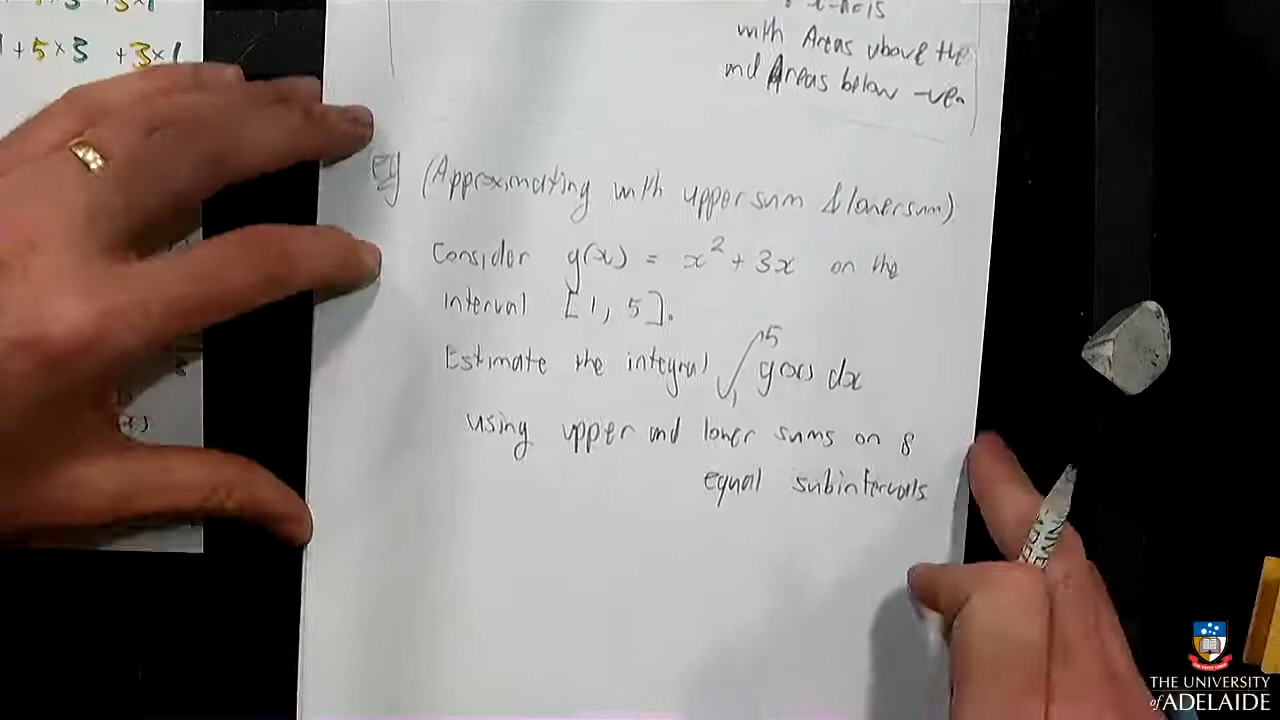 + 5 × 3 + 3 × 1
with Areas above the
and Areas below -ve.
eg (Approximating with upper sum & lower sum)
Consider g(x) = x² + 3x on the
interval [1, 5].
Estimate the integral ∫₁⁵ g(x) dx
using upper and lower sums on 8
equal subintervals
THE UNIVERSITY
of ADELAIDE